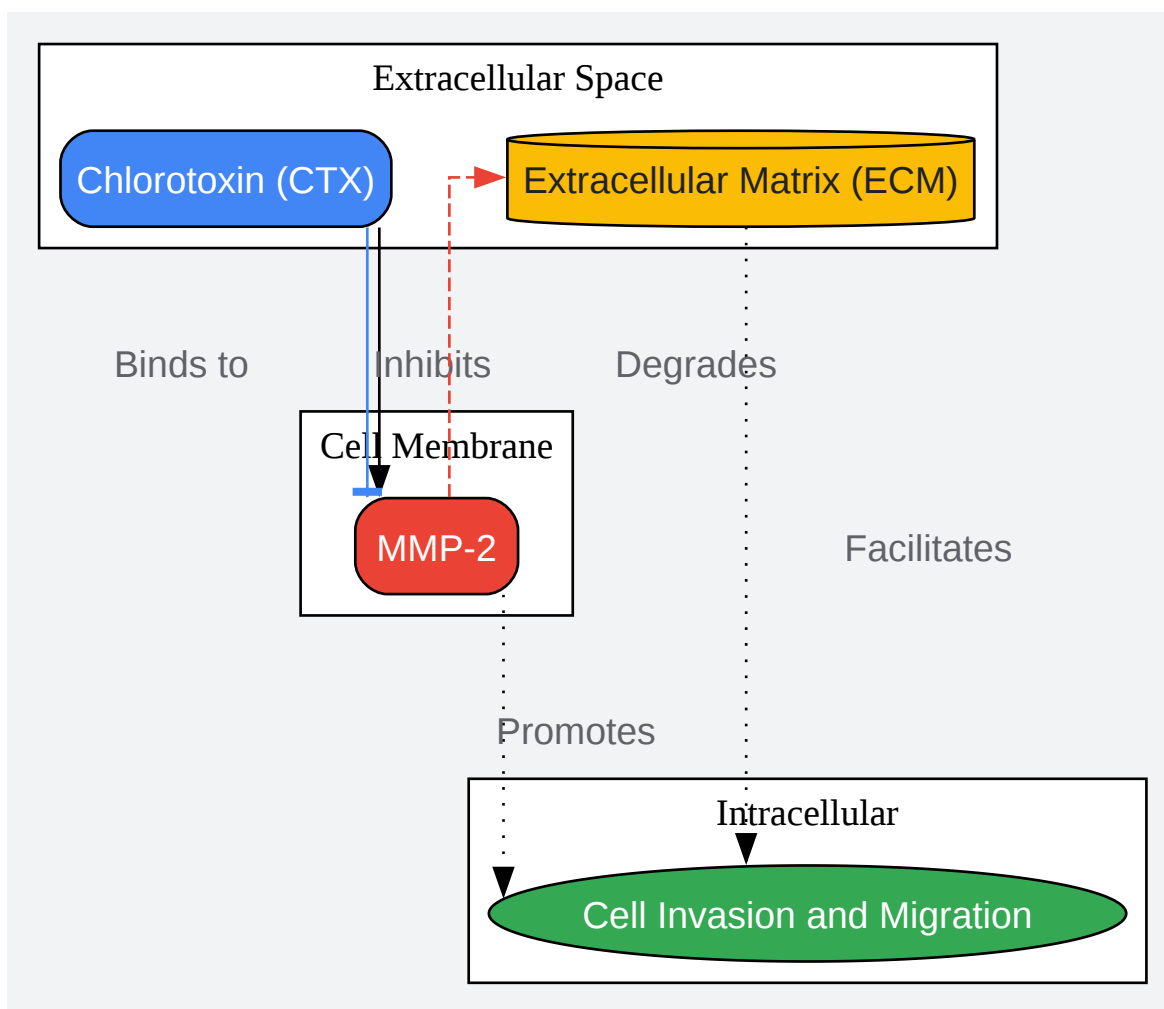 Extracellular Space
Chlorotoxin (CTX)
Extracellular Matrix (ECM)
Binds to
Inhibits
Degrades
Cell Membrane
MMP-2
Facilitates
Promotes
Intracellular
Cell Invasion and Migration